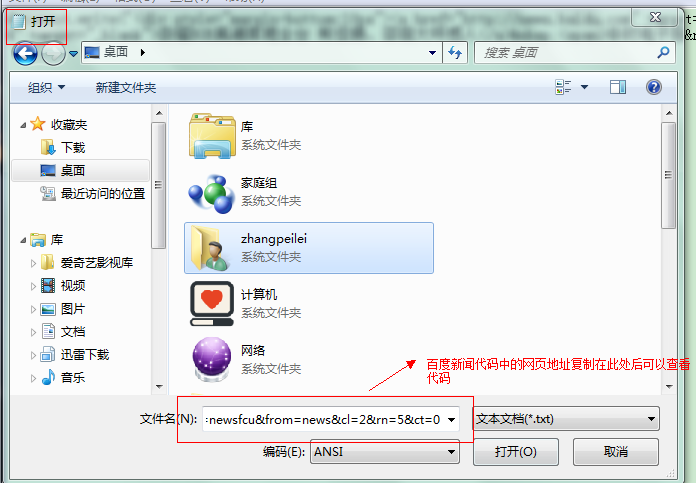 打开
桌面
搜索 桌面
组织
新建文件夹
收藏夹
下载
桌面
最近访问的位置
库
爱奇艺影视库
视频
图片
文档
迅雷下载
音乐
库
系统文件夹
家庭组
系统文件夹
zhangpeilei
系统文件夹
计算机
系统文件夹
网络
系统文件夹
百度新闻代码中的网页地址复制在此处后可以查看
代码
文件名(N):
=newsfcu&from=news&cl=2&rn=5&ct=0
文本文档(*.txt)
编码(E):
ANSI
打开(O)
取消